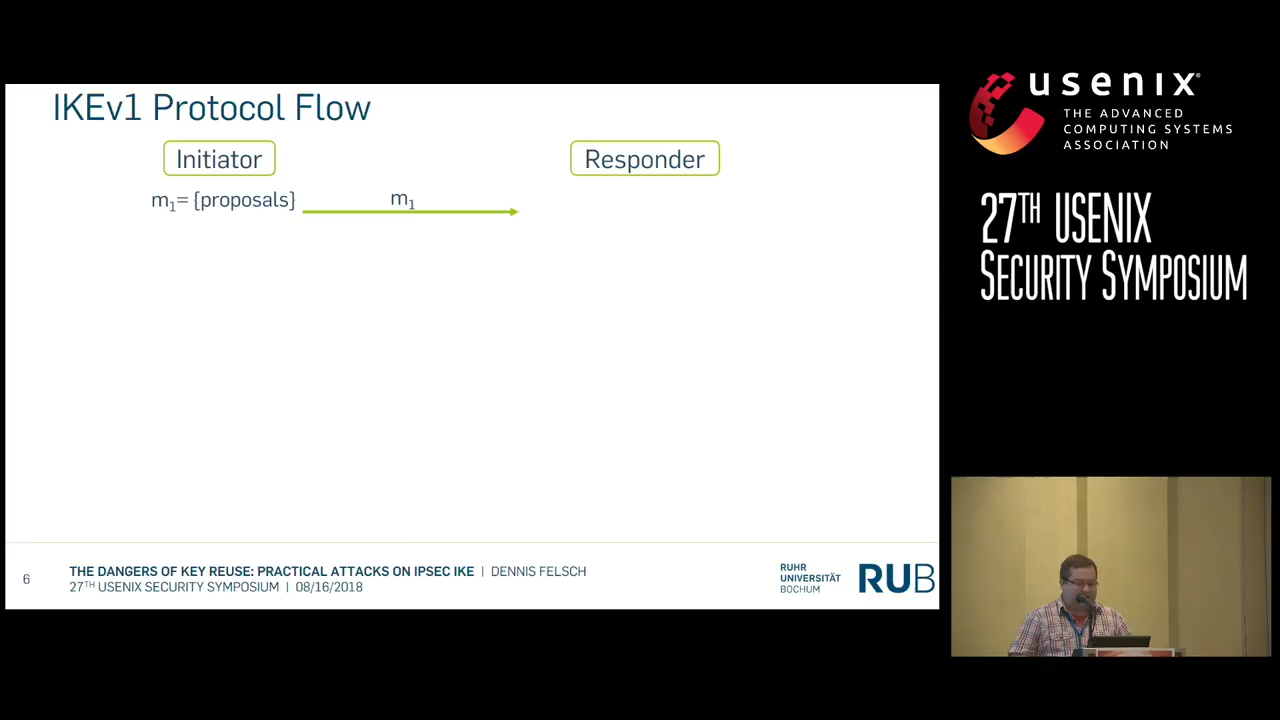 IKEv1 Protocol Flow
Initiator
Responder
m1= {proposals}
m1
6
THE DANGERS OF KEY REUSE: PRACTICAL ATTACKS ON IPSEC IKE | DENNIS FELSCH
27TH USENIX SECURITY SYMPOSIUM | 08/16/2018
RUHR
UNIVERSITÄT
BOCHUM
RUB
usenix
THE ADVANCED
COMPUTING SYSTEMS
ASSOCIATION
27TH USENIX
SECURITY SYMPOSIUM